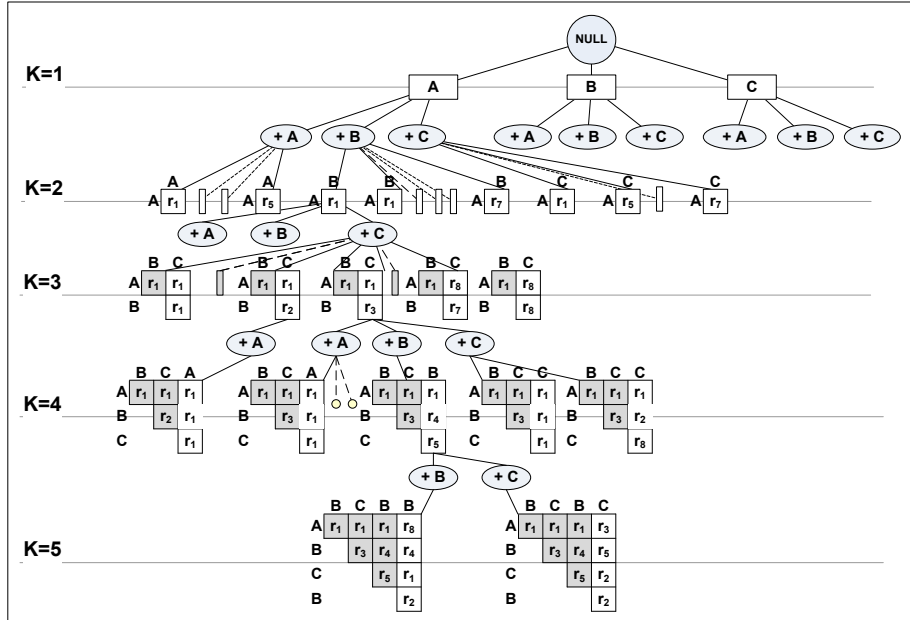 NULL
K=1
A B C
+ A + B + C + A + B + C + A + B + C
A A B B B C C C
K=2
A r1 A r5 A r1 A r1 A r7 A r1 A r5 A r7
+ A + B + C
B C B C B C B C B C
K=3
A r1 r1 A r1 r1 A r1 r1 A r1 r8 A r1 r8
B r1 B r2 B r3 B r7 B r8
+ A + A + B + C
B C A B C A B C B B C C B C C
A r1 r1 r1 A r1 r1 r1 A r1 r1 r1 A r1 r1 r1 A r1 r1 r1
K=4
B r2 r1 B r3 r1 B r3 r4 B r3 r1 B r3 r2
C r1 C r1 C r5 C r1 C r8
+ B + C
B C B B B C B C
A r1 r1 r1 r8 A r1 r1 r1 r3
K=5
B r3 r4 r4 B r3 r4 r5
C r5 r1 C r5 r2
B r2 B r2